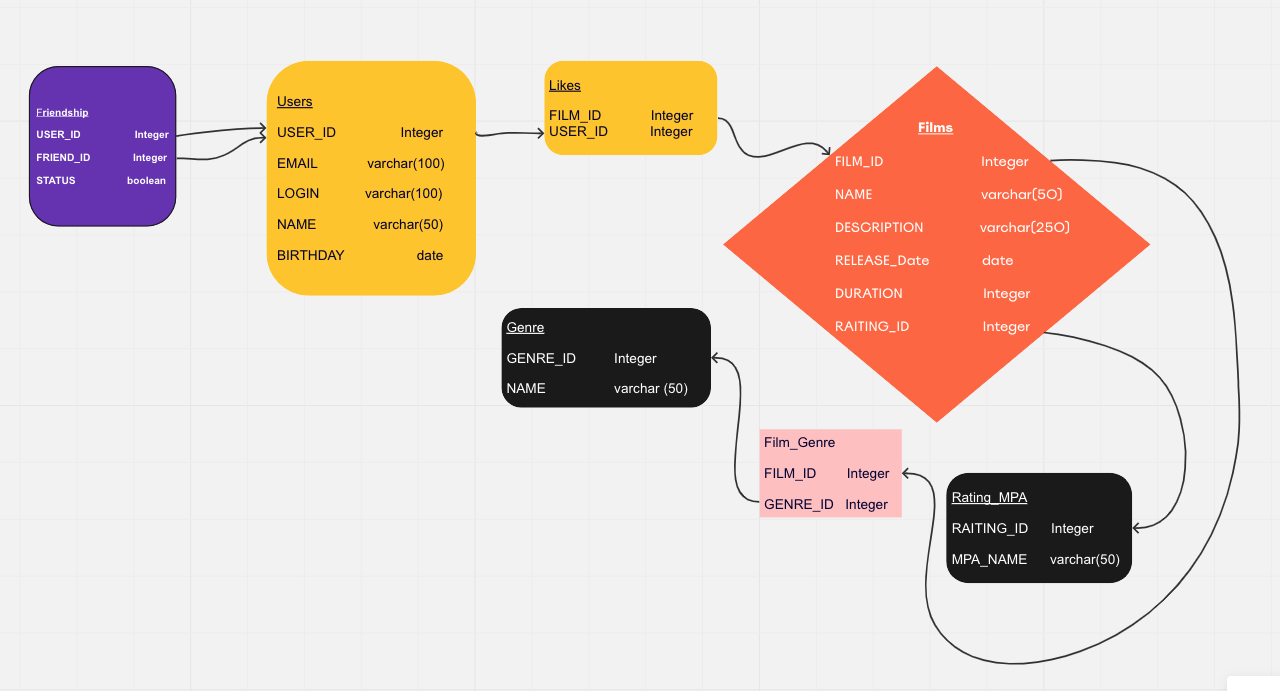 Friendship
USER_ID Integer
FRIEND_ID Integer
STATUS boolean
Users
USER_ID Integer
EMAIL varchar(100)
LOGIN varchar(100)
NAME varchar(50)
BIRTHDAY date
Likes
FILM_ID Integer
USER_ID Integer
Films
FILM_ID Integer
NAME varchar(50)
DESCRIPTION varchar(250)
RELEASE_Date date
DURATION Integer
RAITING_ID Integer
Genre
GENRE_ID Integer
NAME varchar (50)
Film_Genre
FILM_ID Integer
GENRE_ID Integer
Rating_MPA
RAITING_ID Integer
MPA_NAME varchar(50)